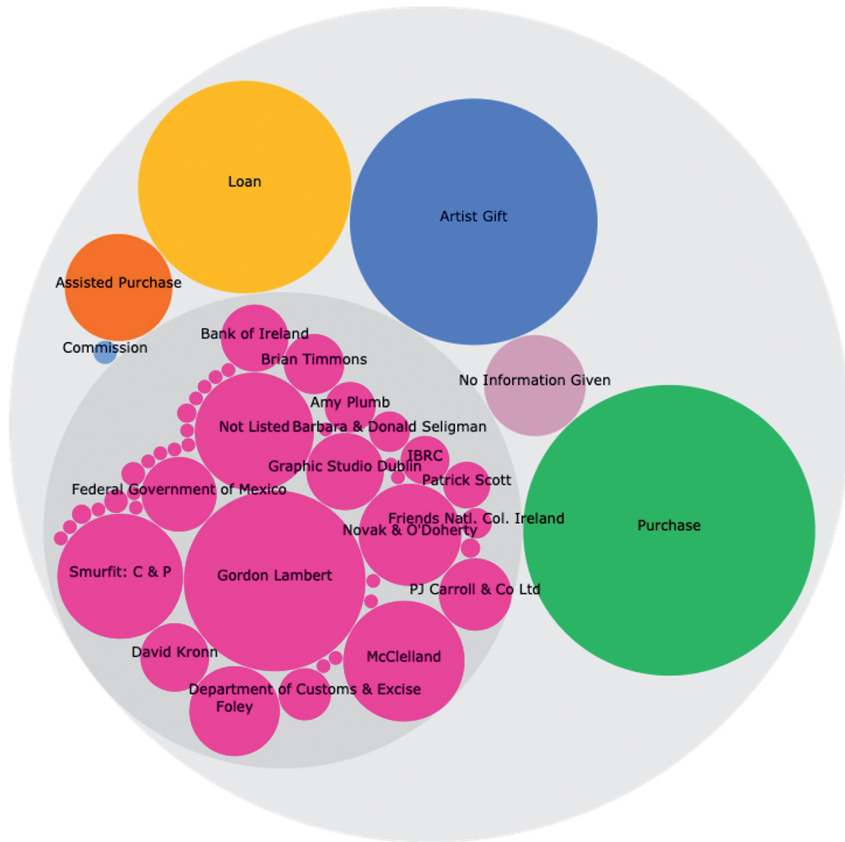 Loan
Artist Gift
Assisted Purchase
Commission
Bank of Ireland
Brian Timmons
No Information Given
Amy Plumb
Not Listed
Barbara & Donald Seligman
IBRC
Graphic Studio Dublin
Patrick Scott
Federal Government of Mexico
Friends Natl. Col. Ireland
Novak & O'Doherty
Purchase
Smurfit: C & P
Gordon Lambert
PJ Carroll & Co Ltd
David Kronn
McClelland
Department of Customs & Excise
Foley